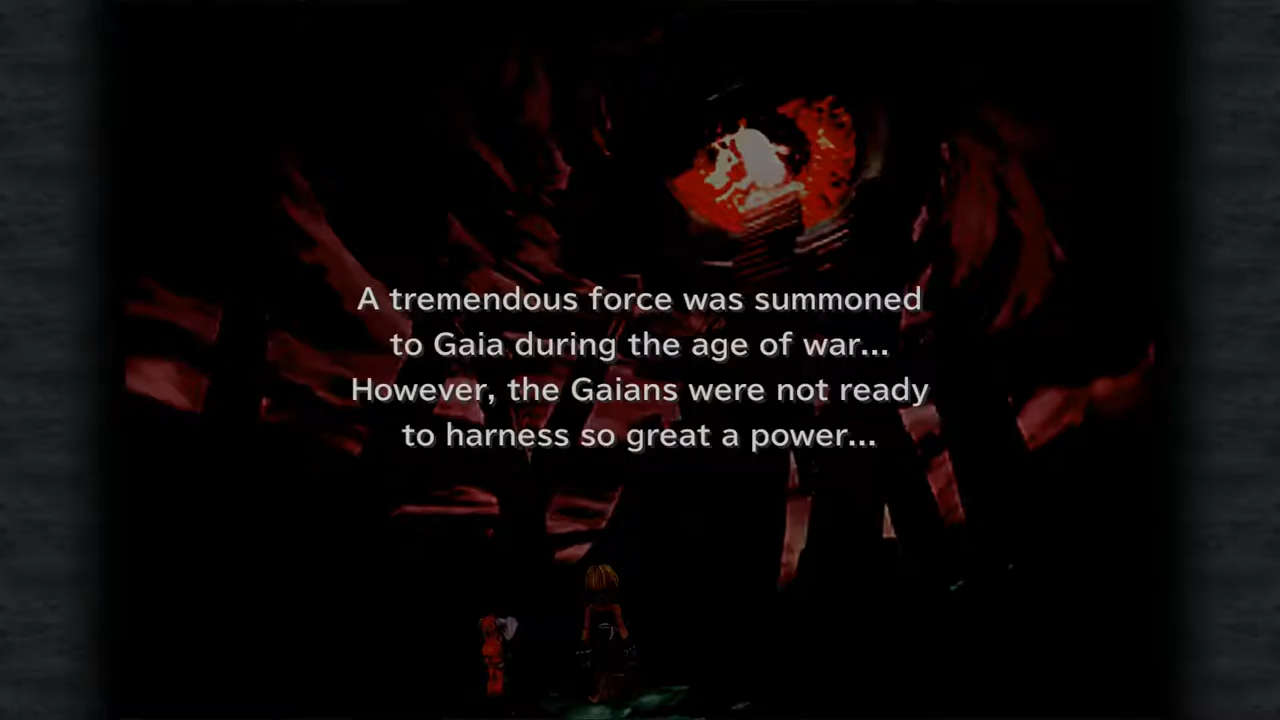 A tremendous force was summoned
to Gaia during the age of war...
However, the Gaians were not ready
to harness so great a power...